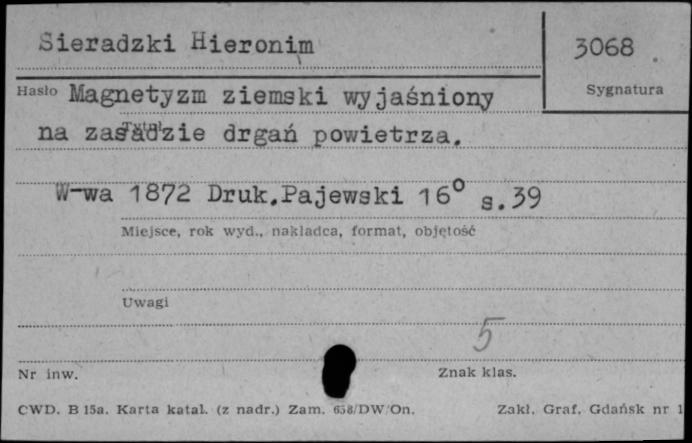 Sieradzki Hieronim
3068
Sygnatura
Hasło Magnetyzm ziemski wyjaśniony
na zasadzie drgań powietrza.
W-wa 1872 Druk.Pajewski 16° s.39
Miejsce, rok wyd., nakładca, format, objętość
Uwagi
5
Nr inw.
Znak klas.
CWD. B 15a. Karta katal. (z nadr.) Zam. 658/DW/On.
Zakł. Graf. Gdańsk nr 1